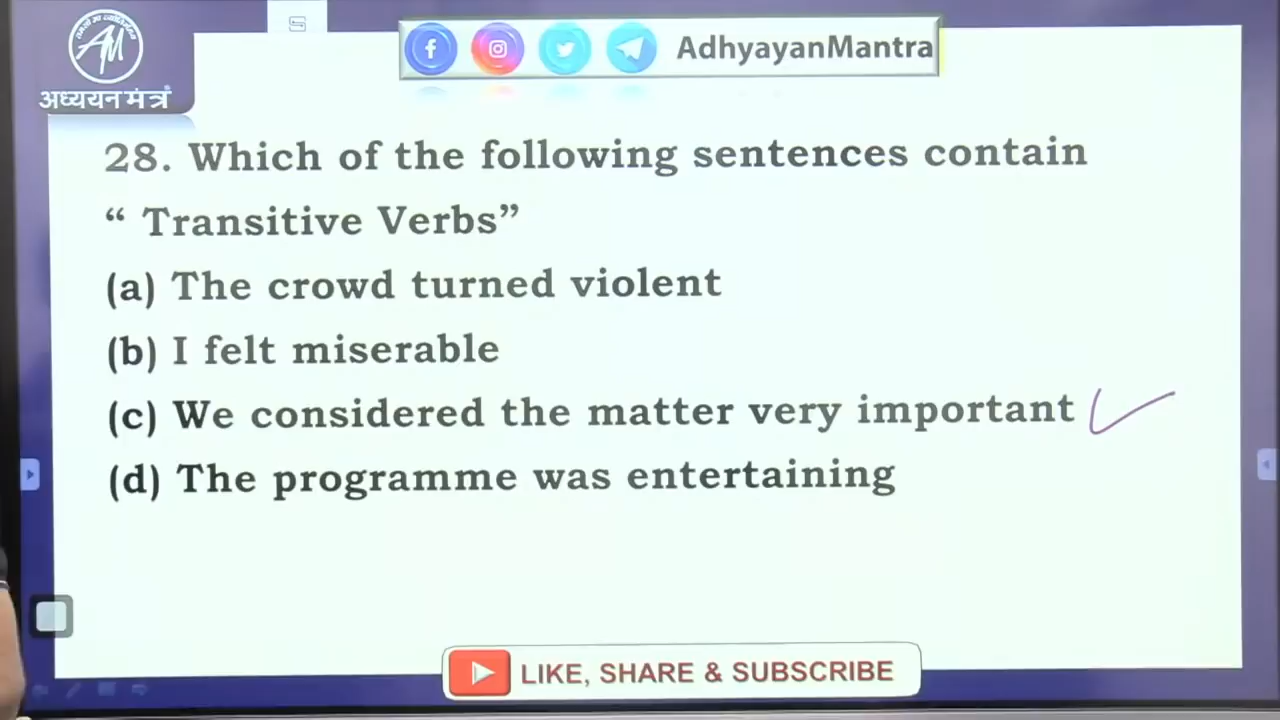 AM
अध्ययन मंत्रं
AdhyayanMantra
28. Which of the following sentences contain
“ Transitive Verbs”
(a) The crowd turned violent
(b) I felt miserable
(c) We considered the matter very important
(d) The programme was entertaining
LIKE, SHARE & SUBSCRIBE